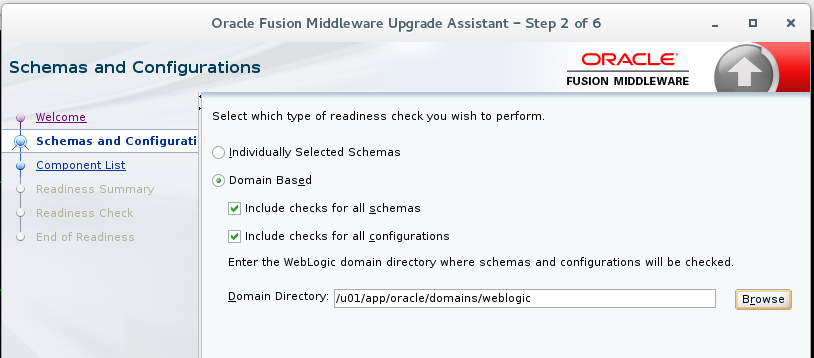 Oracle Fusion Middleware Upgrade Assistant – Step 2 of 6
Schemas and Configurations
ORACLE
FUSION MIDDLEWARE
Welcome
Schemas and Configurati
Component List
Readiness Summary
Readiness Check
End of Readiness
Select which type of readiness check you wish to perform.
Individually Selected Schemas
Domain Based
Include checks for all schemas
Include checks for all configurations
Enter the WebLogic domain directory where schemas and configurations will be checked.
Domain Directory: /u01/app/oracle/domains/weblogic Browse